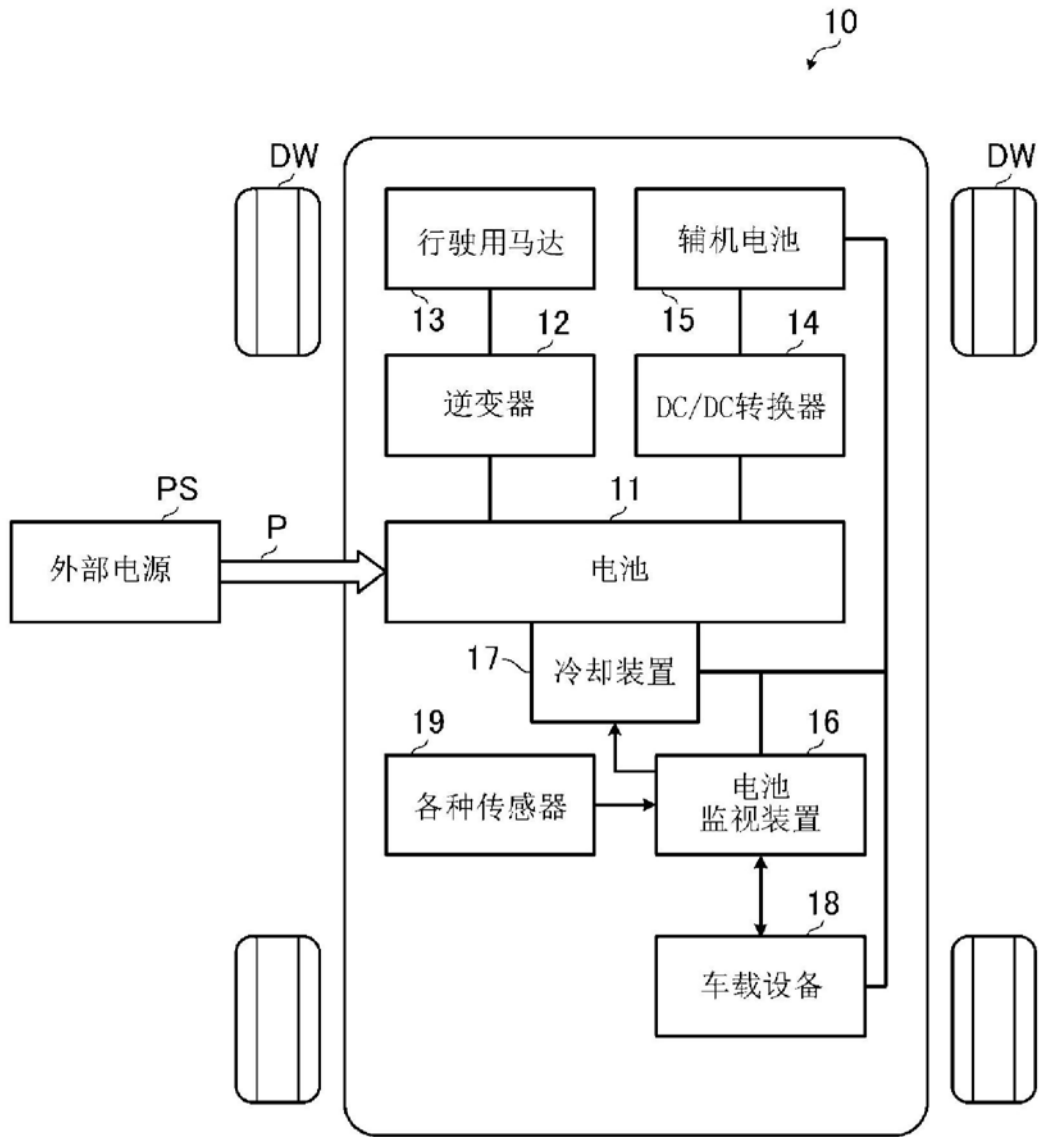 10
DW
DW
行驶用马达
辅机电池
13
12
15
14
逆变器
DC/DC转换器
PS
P
11
外部电源
电池
17
冷却装置
19
16
各种传感器
电池
监视装置
18
车载设备